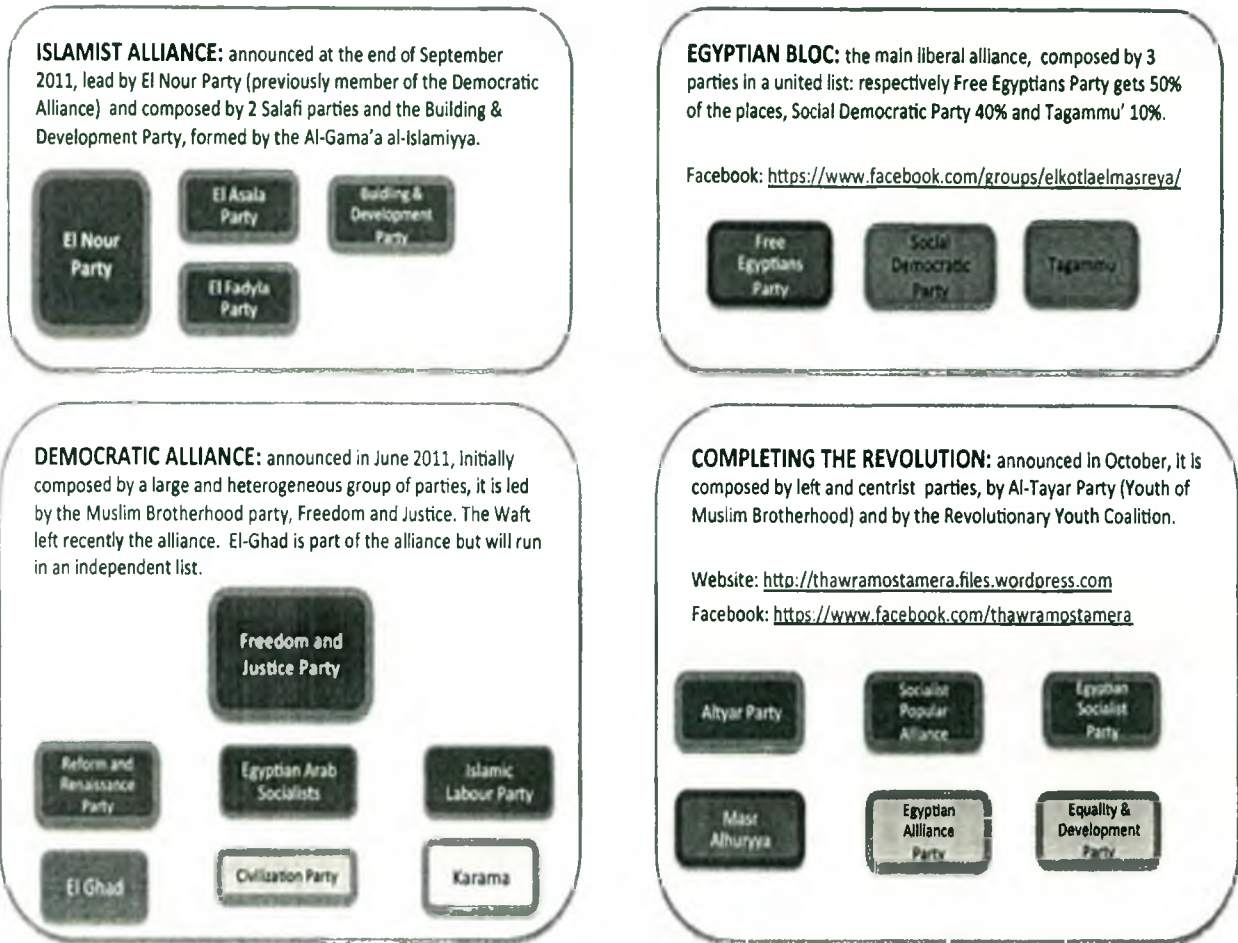 ISLAMIST ALLIANCE: announced at the end of September
2011, lead by El Nour Party (previously member of the Democratic
Alliance) and composed by 2 Salafi parties and the Building &
Development Party, formed by the Al-Gama'a al-Islamiyya.
El Nour
Party
El Asala
Party
Buidling &
Development
Party
El Fadyla
Party
EGYPTIAN BLOC: the main liberal alliance, composed by 3
parties in a united list: respectively Free Egyptians Party gets 50%
of the places, Social Democratic Party 40% and Tagammu' 10%.
Facebook: https://www.facebook.com/groups/elkotlaelmasreya/
Free
Egyptians
Party
Social
Democratic
Party
Tagammu
DEMOCRATIC ALLIANCE: announced in June 2011, initially
composed by a large and heterogeneous group of parties, it is led
by the Muslim Brotherhood party, Freedom and Justice. The Waft
left recently the alliance. El-Ghad is part of the alliance but will run
in an independent list.
Freedom and
Justice Party
Reform and
Renaissance
Party
Egyptian Arab
Socialists
Islamic
Labour Party
El Ghad
Civilization Party
Karama
COMPLETING THE REVOLUTION: announced in October, it is
composed by left and centrist parties, by Al-Tayar Party (Youth of
Muslim Brotherhood) and by the Revolutionary Youth Coalition.
Website: http://thawramostamera.files.wordpress.com
Facebook: https://www.facebook.com/thawramostamera
Altyar Party
Socialist
Popular
Alliance
Egyptian
Socialist
Party
Masr
Alhuryya
Egyptian
Allliance
Party
Equality &
Development
Party